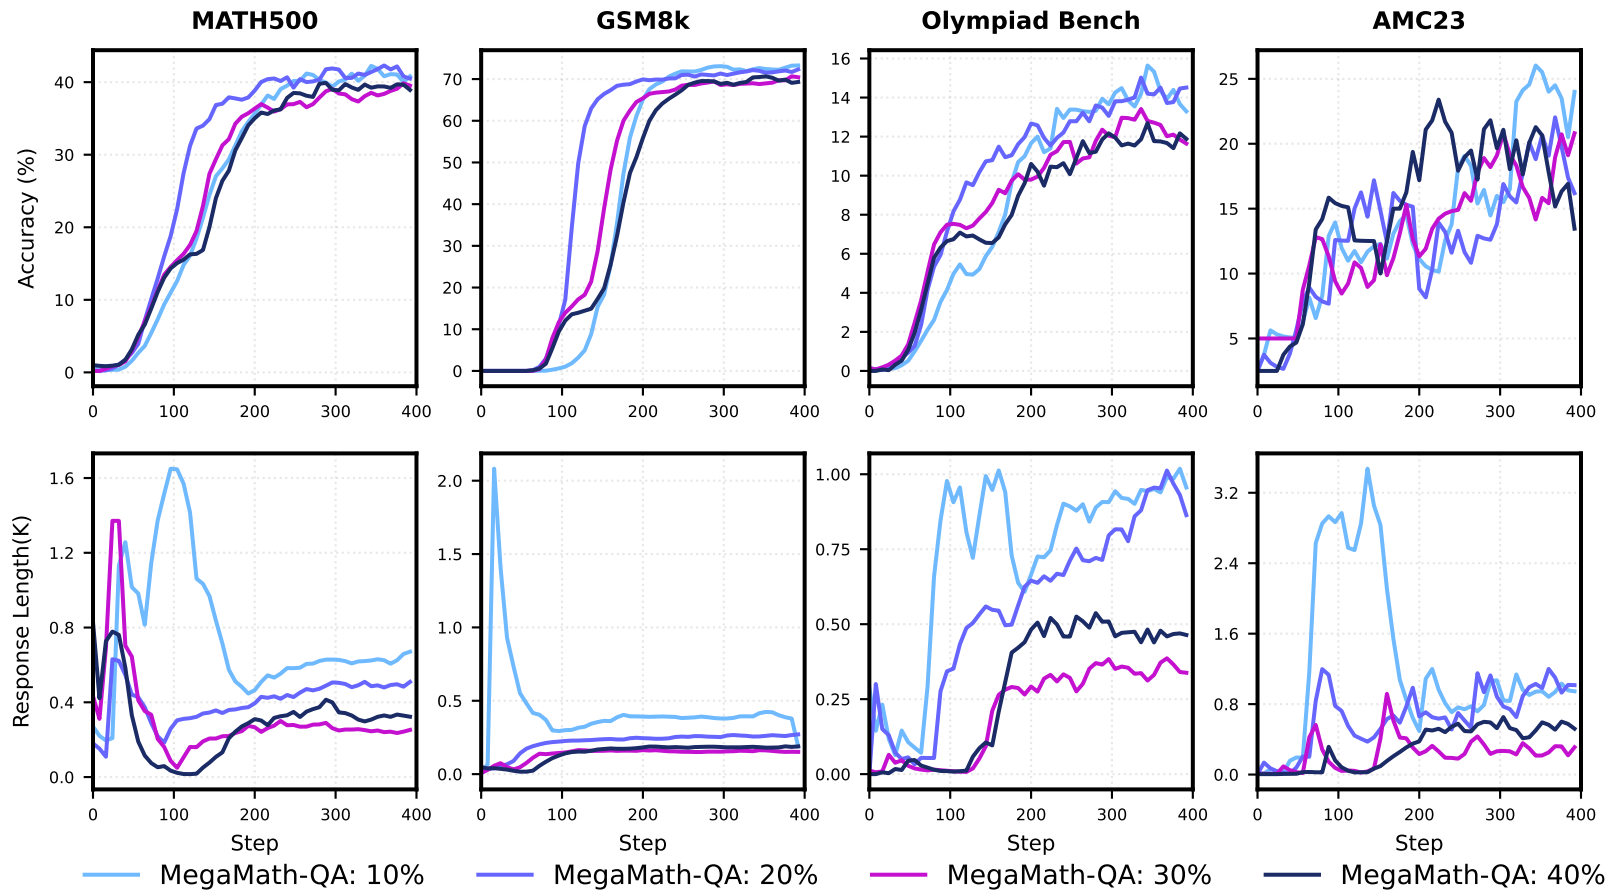 MATH500
GSM8k
Olympiad Bench
AMC23
Accuracy (%)
40
30
20
10
0
0 100 200 300 400
70
60
50
40
30
20
10
0
0 100 200 300 400
16
14
12
10
8
6
4
2
0
0 100 200 300 400
25
20
15
10
5
0 100 200 300 400
Response Length(K)
1.6
1.2
0.8
0.4
0.0
0 100 200 300 400
Step
2.0
1.5
1.0
0.5
0.0
0 100 200 300 400
Step
1.00
0.75
0.50
0.25
0.00
0 100 200 300 400
Step
3.2
2.4
1.6
0.8
0.0
0 100 200 300 400
Step
MegaMath-QA: 10%
MegaMath-QA: 20%
MegaMath-QA: 30%
MegaMath-QA: 40%